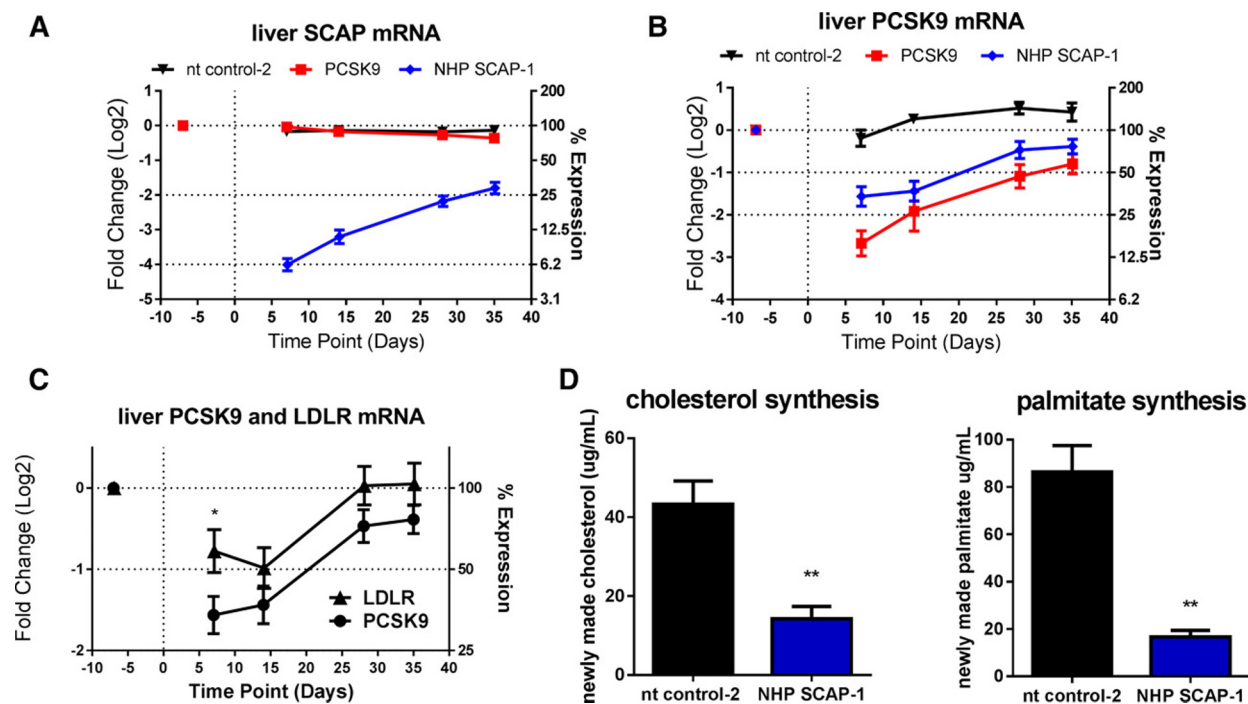 A
liver SCAP mRNA
nt control-2 PCSK9 NHP SCAP-1
Fold Change (Log2)
1
0
-1
-2
-3
-4
-5
200
100
50
25
12.5
6.2
3.1
% Expression
-10 -5 0 5 10 15 20 25 30 35 40
Time Point (Days)
B
liver PCSK9 mRNA
nt control-2 PCSK9 NHP SCAP-1
Fold Change (Log2)
1
0
-1
-2
-3
-4
200
100
50
25
12.5
6.2
% Expression
-10 -5 0 5 10 15 20 25 30 35 40
Time Point (Days)
C
liver PCSK9 and LDLR mRNA
Fold Change (Log2)
0
-1
-2
*
LDLR
PCSK9
100
50
25
% Expression
-10 -5 0 5 10 15 20 25 30 35 40
Time Point (Days)
D
cholesterol synthesis
newly made cholesterol (ug/mL)
60
40
20
0
**
nt control-2 NHP SCAP-1
palmitate synthesis
newly made palmitate ug/mL
100
80
60
40
20
0
**
nt control-2 NHP SCAP-1